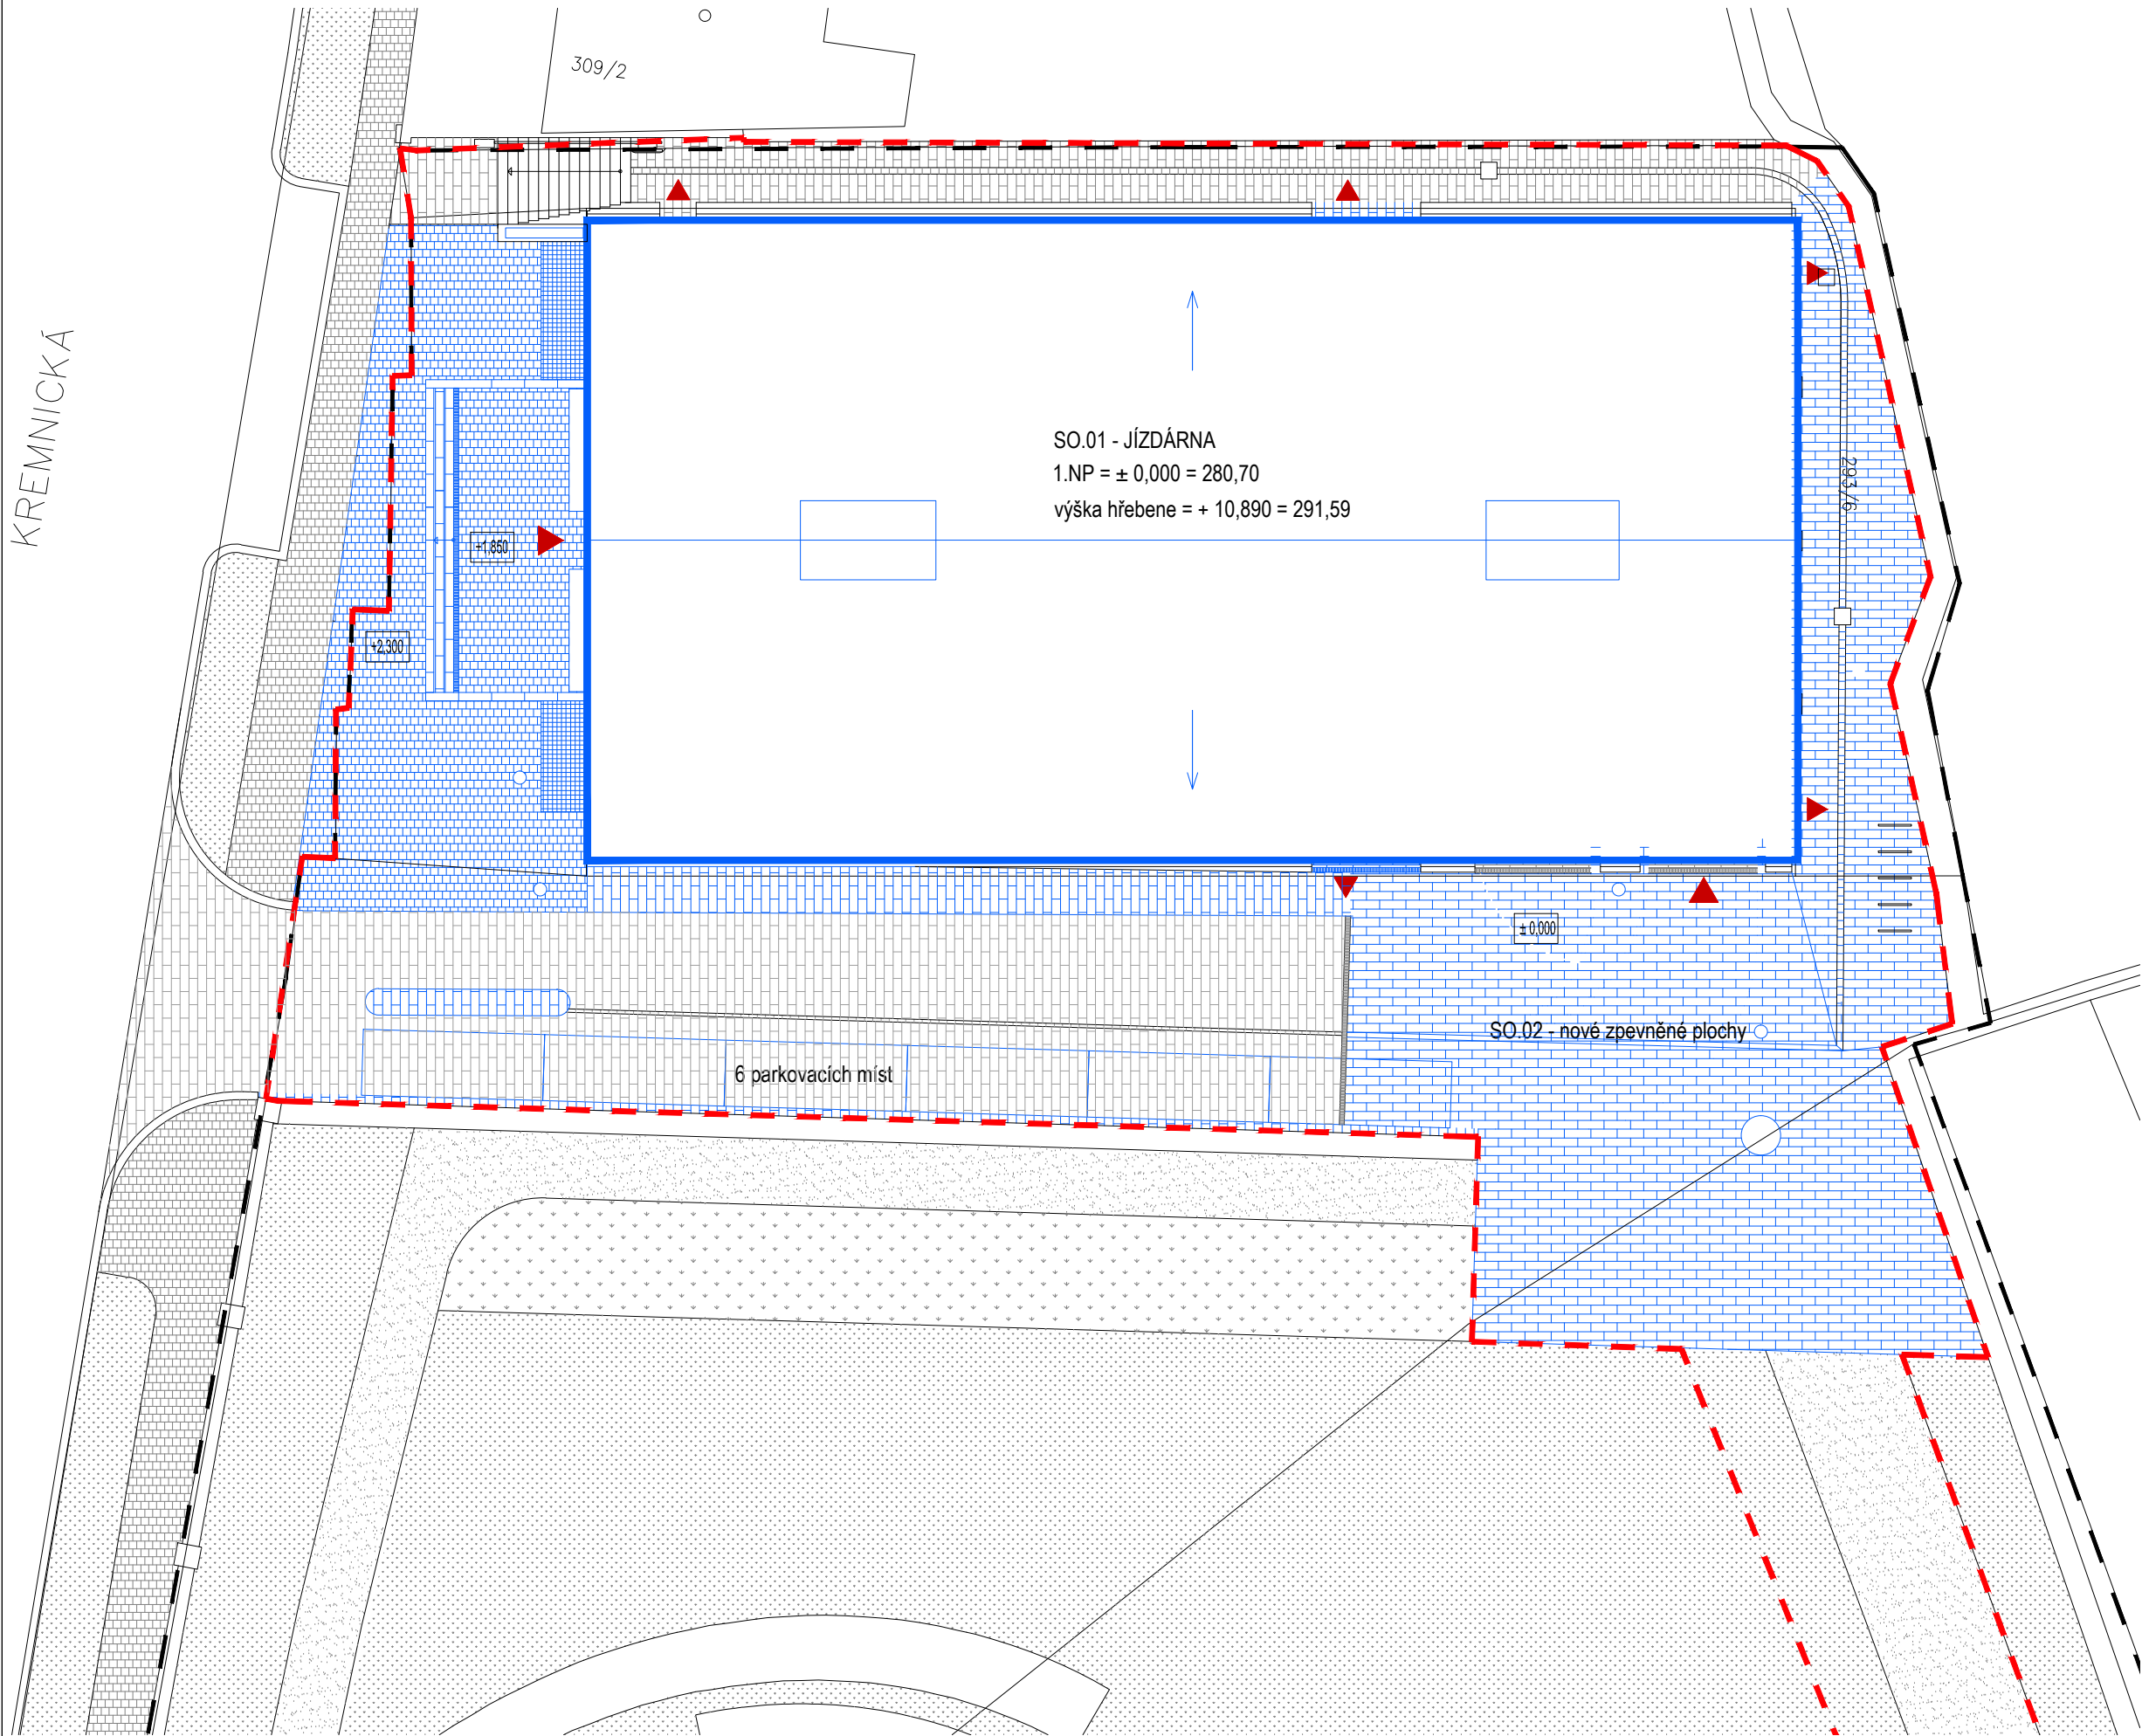 309/2
KREMNICKÁ
SO.01 - JÍZDÁRNA
1.NP = ± 0,000 = 280,70
výška hřebene = + 10,890 = 291,59
293/6
+1,850
+2,300
± 0,000
SO.02 - nové zpevněné plochy
6 parkovacích míst